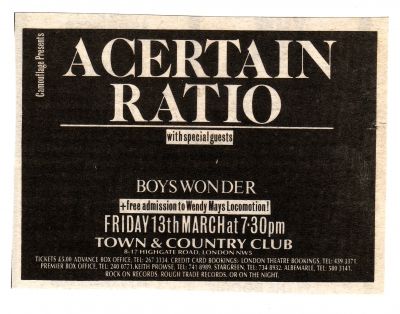 Camouflage Presents
ACERTAIN
RATIO
with special guests
BOYS WONDER
+free admission to Wendy Mays Locomotion!
FRIDAY 13th MARCH at 7·30pm
TOWN & COUNTRY CLUB
8-17 HIGHGATE ROAD, LONDON NW5
TICKETS £5.00 ADVANCE BOX OFFICE, TEL: 267 3334. CREDIT CARD BOOKINGS: LONDON THEATRE BOOKINGS, TEL: 439 3371.
PREMIER BOX OFFICE, TEL: 240 0771. KEITH PROWSE, TEL: 741 8989. STARGREEN, TEL: 734 8932. ALBEMARLE, TEL: 580 3141.
ROCK ON RECORDS. ROUGH TRADE RECORDS. OR ON THE NIGHT.